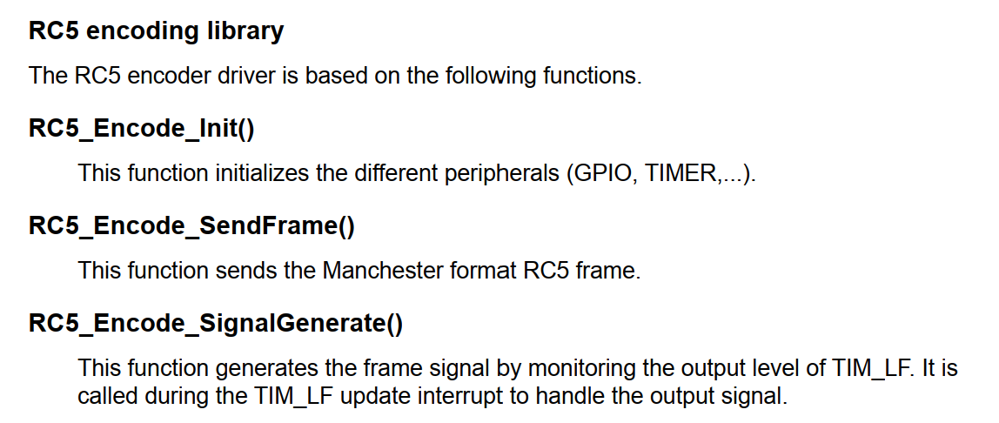 RC5 encoding library
The RC5 encoder driver is based on the following functions.
RC5_Encode_Init()
This function initializes the different peripherals (GPIO, TIMER,...).
RC5_Encode_SendFrame()
This function sends the Manchester format RC5 frame.
RC5_Encode_SignalGenerate()
This function generates the frame signal by monitoring the output level of TIM_LF. It is
called during the TIM_LF update interrupt to handle the output signal.